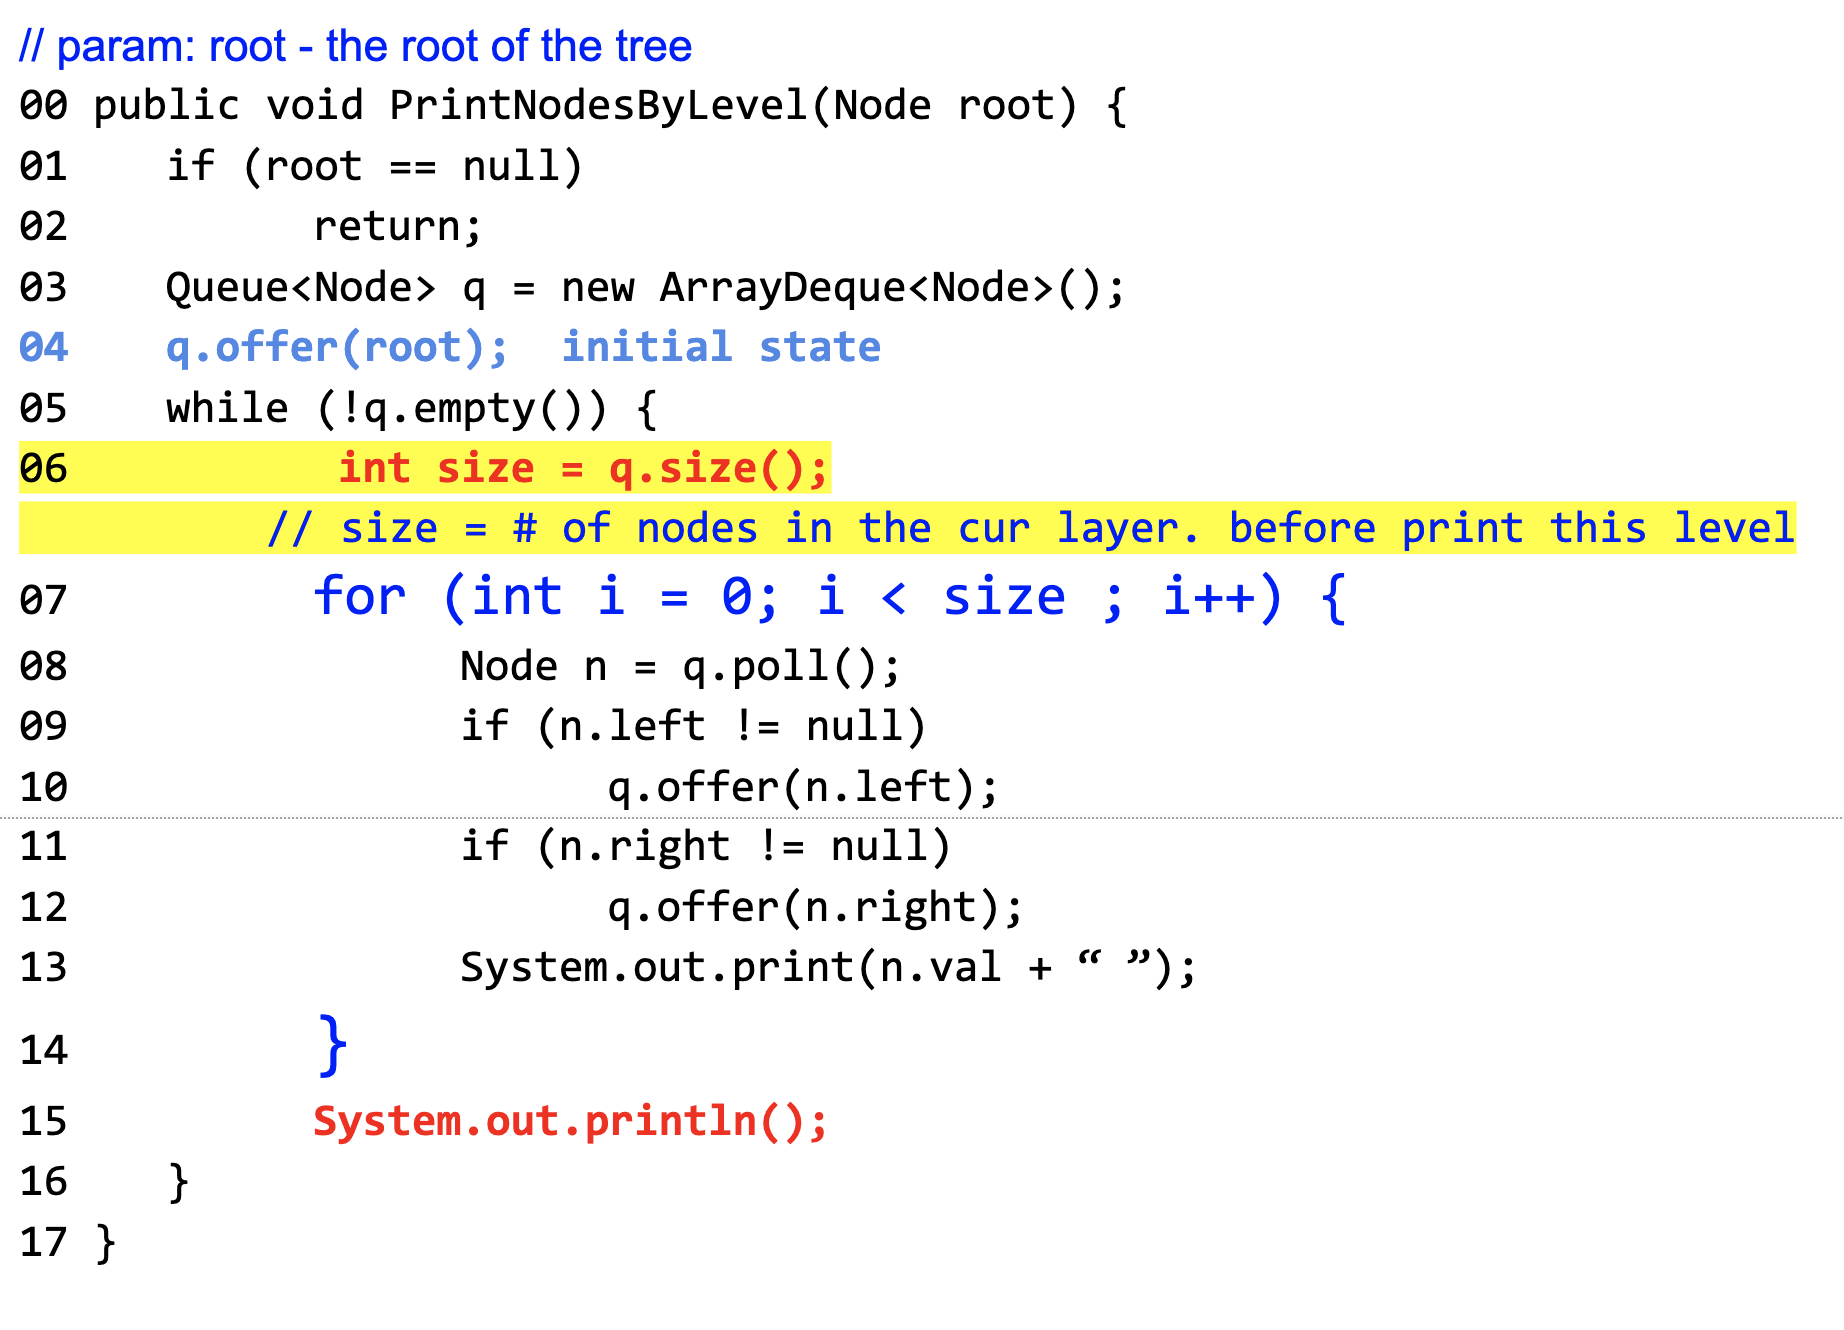 // param: root - the root of the tree
00 public void PrintNodesByLevel(Node root) {
01    if (root == null)
02          return;
03    Queue<Node> q = new ArrayDeque<Node>();
04    q.offer(root);  initial state
05    while (!q.empty()) {
06           int size = q.size();
          // size = # of nodes in the cur layer. before print this level
07          for (int i = 0; i < size ; i++) {
08                Node n = q.poll();
09                if (n.left != null)
10                      q.offer(n.left);
11                if (n.right != null)
12                      q.offer(n.right);
13                System.out.print(n.val + “ ”);
14          }
15          System.out.println();
16    }
17 }